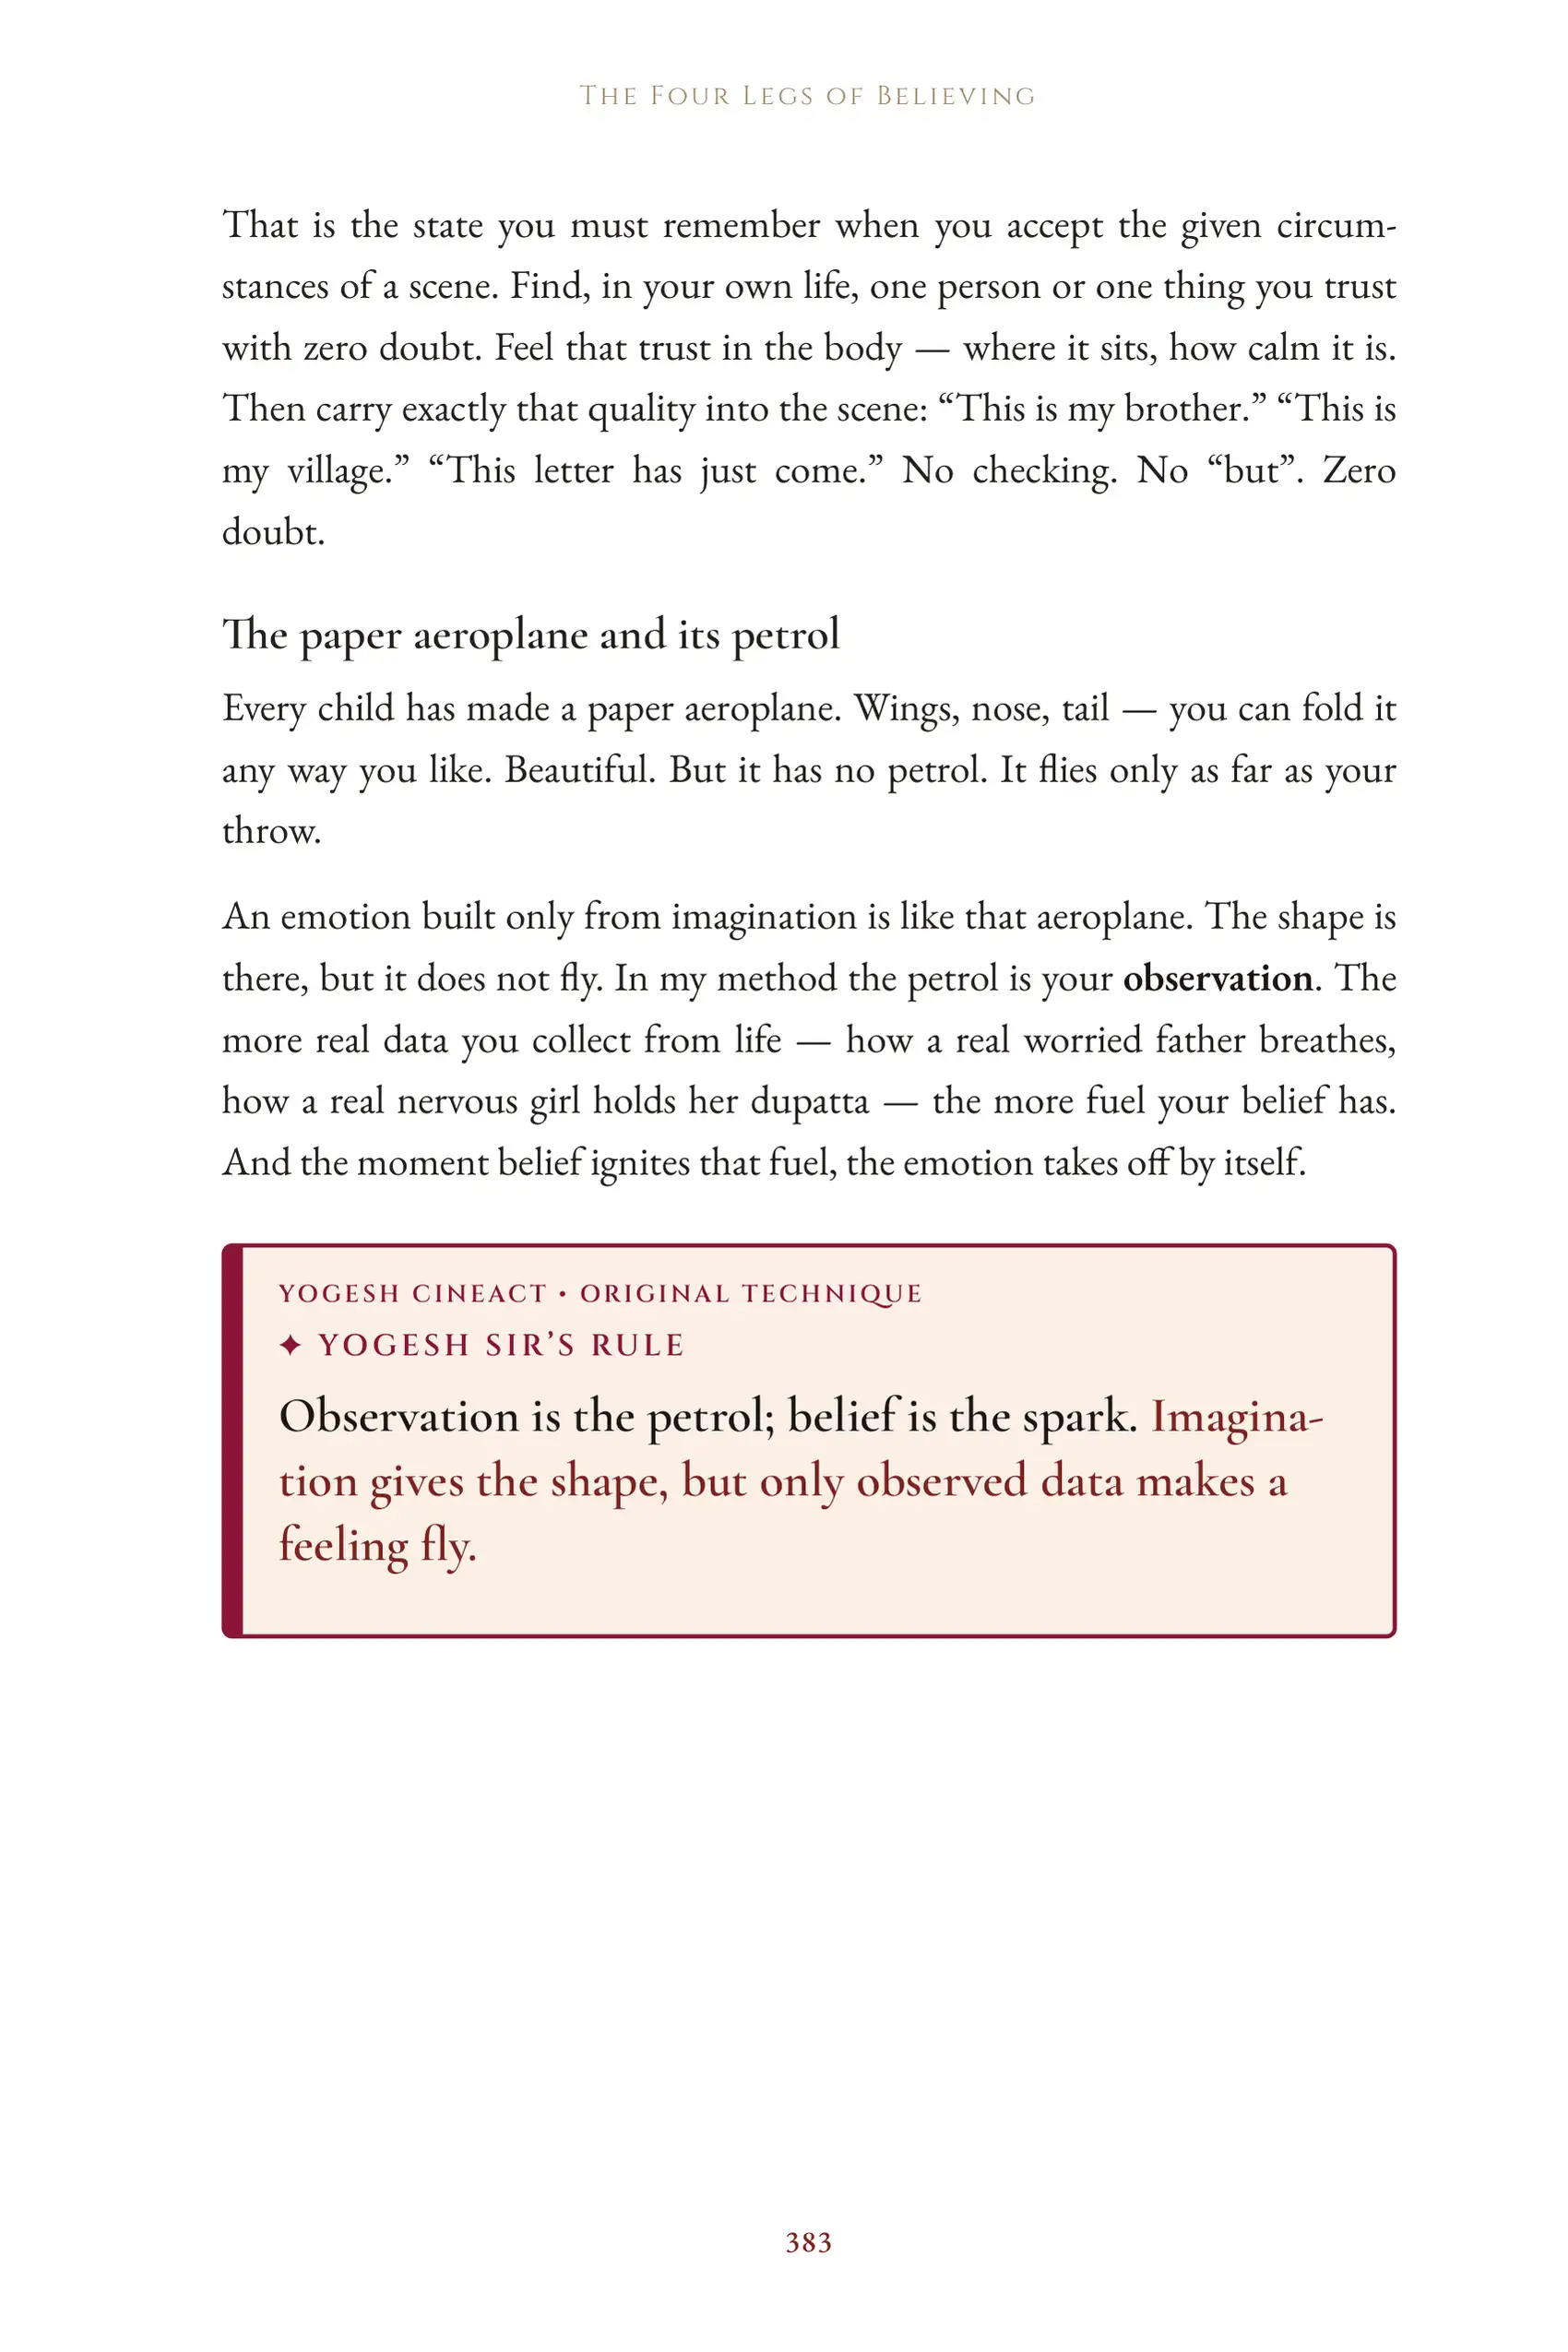 The Four Legs of Believing
That is the state you must remember when you accept the given circum-
stances of a scene. Find, in your own life, one person or one thing you trust
with zero doubt. Feel that trust in the body — where it sits, how calm it is.
Then carry exactly that quality into the scene: “This is my brother.” “This is
my village.” “This letter has just come.” No checking. No “but”. Zero
doubt.
The paper aeroplane and its petrol
Every child has made a paper aeroplane. Wings, nose, tail — you can fold it
any way you like. Beautiful. But it has no petrol. It flies only as far as your
throw.
An emotion built only from imagination is like that aeroplane. The shape is
there, but it does not fly. In my method the petrol is your observation. The
more real data you collect from life — how a real worried father breathes,
how a real nervous girl holds her dupatta — the more fuel your belief has.
And the moment belief ignites that fuel, the emotion takes off by itself.
YOGESH CINEACT • ORIGINAL TECHNIQUE
✦ YOGESH SIR’S RULE
Observation is the petrol; belief is the spark. Imagina-
tion gives the shape, but only observed data makes a
feeling fly.
383